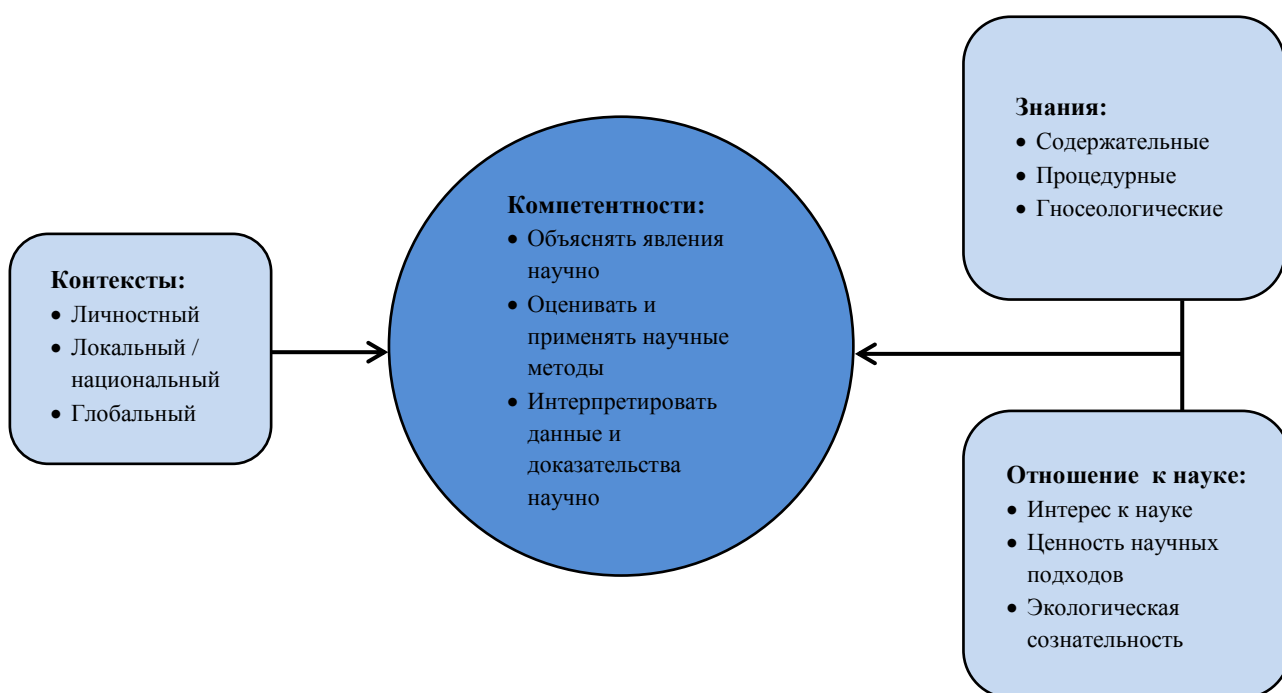 Контексты:
• Личностный
• Локальный /
национальный
• Глобальный
Компетентности:
• Объяснять явления
научно
• Оценивать и
применять научные
методы
• Интерпретировать
данные и
доказательства
научно
Знания:
• Содержательные
• Процедурные
• Гносеологические
Отношение к науке:
• Интерес к науке
• Ценность научных
подходов
• Экологическая
сознательность